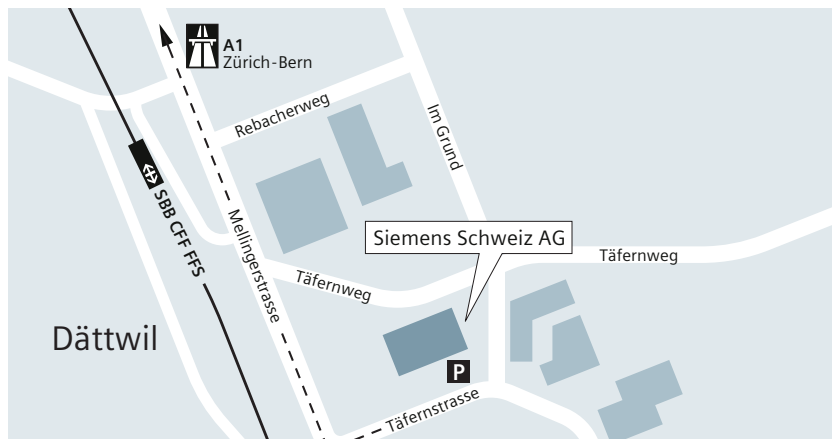 A1
Zürich-Bern
Rebacherweg
Im Grund
SBB CFF FFS
Mellingerstrasse
Siemens Schweiz AG
Täfernweg
Täfernweg
Dättwil
P
Täfernstrasse